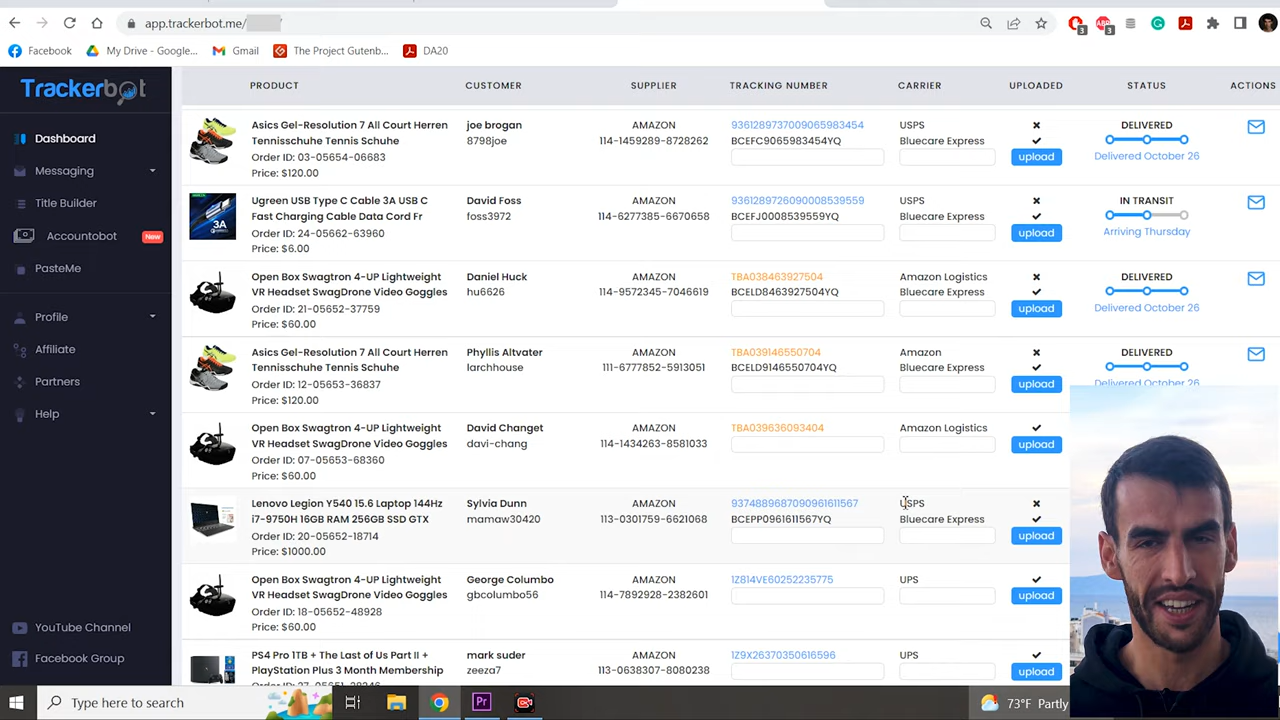 app.trackerbot.me/
3
3
Facebook
My Drive - Google...
Gmail
The Project Gutenb...
DA20
Trackerbot
PRODUCT CUSTOMER SUPPLIER TRACKING NUMBER CARRIER UPLOADED STATUS ACTIONS
Dashboard
Messaging
Title Builder
Accountobot New
PasteMe
Profile
Affiliate
Partners
Help
YouTube Channel
Facebook Group
Asics Gel-Resolution 7 All Court Herren joe brogan AMAZON 9361289737009065983454 USPS DELIVERED
Tennisschuhe Tennis Schuhe 8798joe 114-1459289-8728262 BCEFC9065983454YQ Bluecare Express
Order ID: 03-05654-06683 upload Delivered October 26
Price: $120.00
Ugreen USB Type C Cable 3A USB C David Foss AMAZON 9361289726090008539559 USPS IN TRANSIT
Fast Charging Cable Data Cord Fr foss3972 114-6277385-6670658 BCEFJ0008539559YQ Bluecare Express
Order ID: 24-05662-63960 upload Arriving Thursday
Price: $6.00
Open Box Swagtron 4-UP Lightweight Daniel Huck AMAZON TBA038463927504 Amazon Logistics DELIVERED
VR Headset SwagDrone Video Goggles hu6626 114-9572345-7046619 BCELD8463927504YQ Bluecare Express
Order ID: 21-05652-37759 upload Delivered October 26
Price: $60.00
Asics Gel-Resolution 7 All Court Herren Phyllis Altvater AMAZON TBA039146550704 Amazon DELIVERED
Tennisschuhe Tennis Schuhe larchhouse 111-6777852-5913051 BCELD9146550704YQ Bluecare Express
Order ID: 12-05653-36837 upload Delivered October 26
Price: $120.00
Open Box Swagtron 4-UP Lightweight David Changet AMAZON TBA039636093404 Amazon Logistics
VR Headset SwagDrone Video Goggles davi-chang 114-1434263-8581033 upload
Order ID: 07-05653-68360
Price: $60.00
Lenovo Legion Y540 15.6 Laptop 144Hz Sylvia Dunn AMAZON 9374889687090961611567 USPS
i7-9750H 16GB RAM 256GB SSD GTX mamaw30420 113-0301759-6621068 BCEPP0961611567YQ Bluecare Express
Order ID: 20-05652-18714 upload
Price: $1000.00
Open Box Swagtron 4-UP Lightweight George Columbo AMAZON 1Z814VE60252235775 UPS
VR Headset SwagDrone Video Goggles gbcolumbo56 114-7892928-2382601 upload
Order ID: 18-05652-48928
Price: $60.00
PS4 Pro 1TB + The Last of Us Part II + mark suder AMAZON 1Z9X26370350616596 UPS
PlayStation Plus 3 Month Membership zeeza7 113-0638307-8080238 upload
3A
Type here to search
Pr
73°F Partly